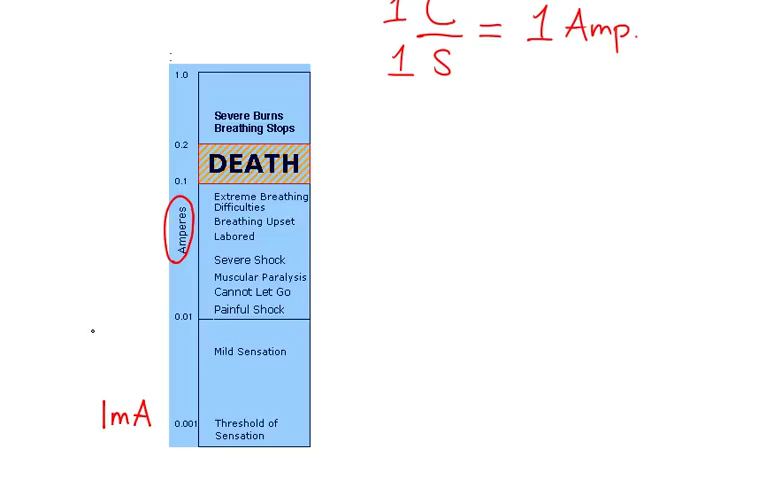 1 C
1 S
= 1 Amp.
1.0
Severe Burns
Breathing Stops
0.2
DEATH
0.1
Extreme Breathing
Difficulties
Breathing Upset
Labored
Amperes
Severe Shock
Muscular Paralysis
Cannot Let Go
Painful Shock
0.01
Mild Sensation
1mA
0.001
Threshold of
Sensation